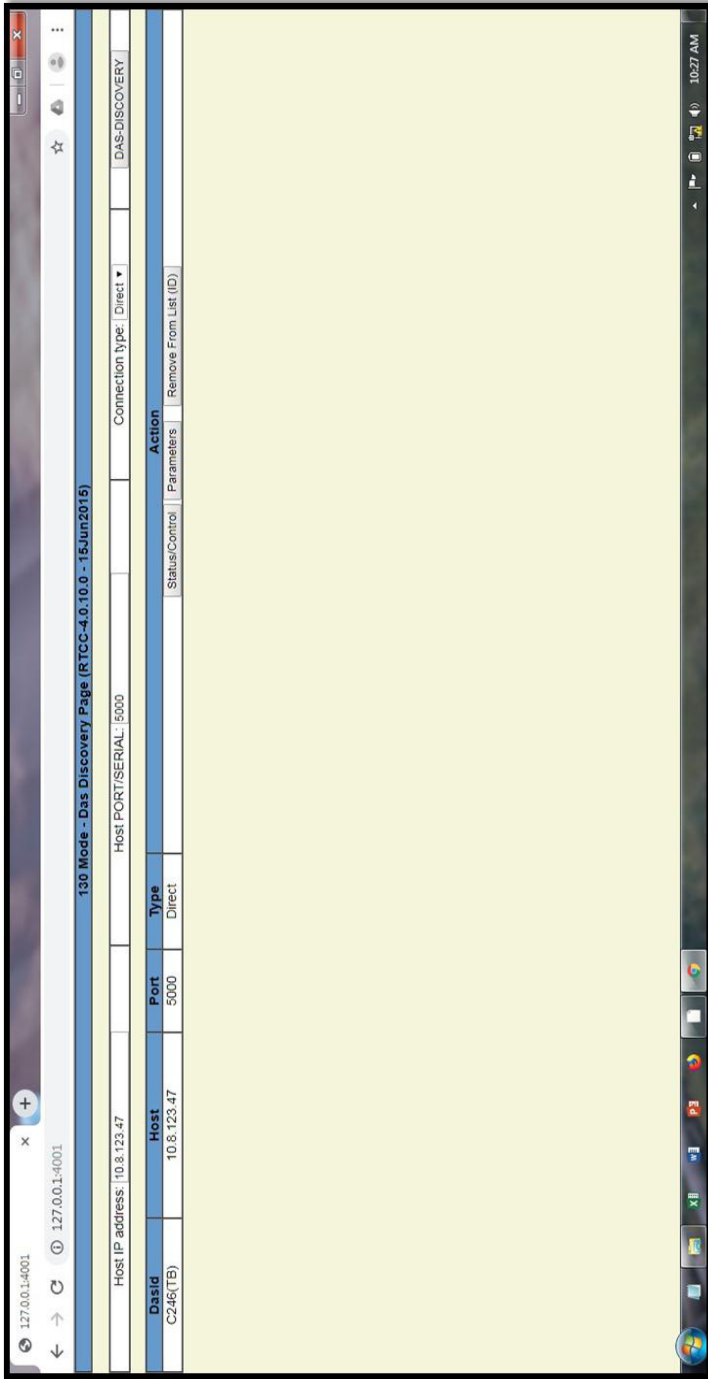 127.0.0.1:4001
127.0.0.1:4001
130 Mode - Das Discovery Page (RTCC-4.0.10.0 - 15Jun2015)
Host IP address: 10.8.123.47 Host PORT/SERIAL: 5000 Connection type: Direct DAS-DISCOVERY
DasId Host Port Type Action
C246(TB) 10.8.123.47 5000 Direct Status/Control Parameters Remove From List (ID)
10:27 AM